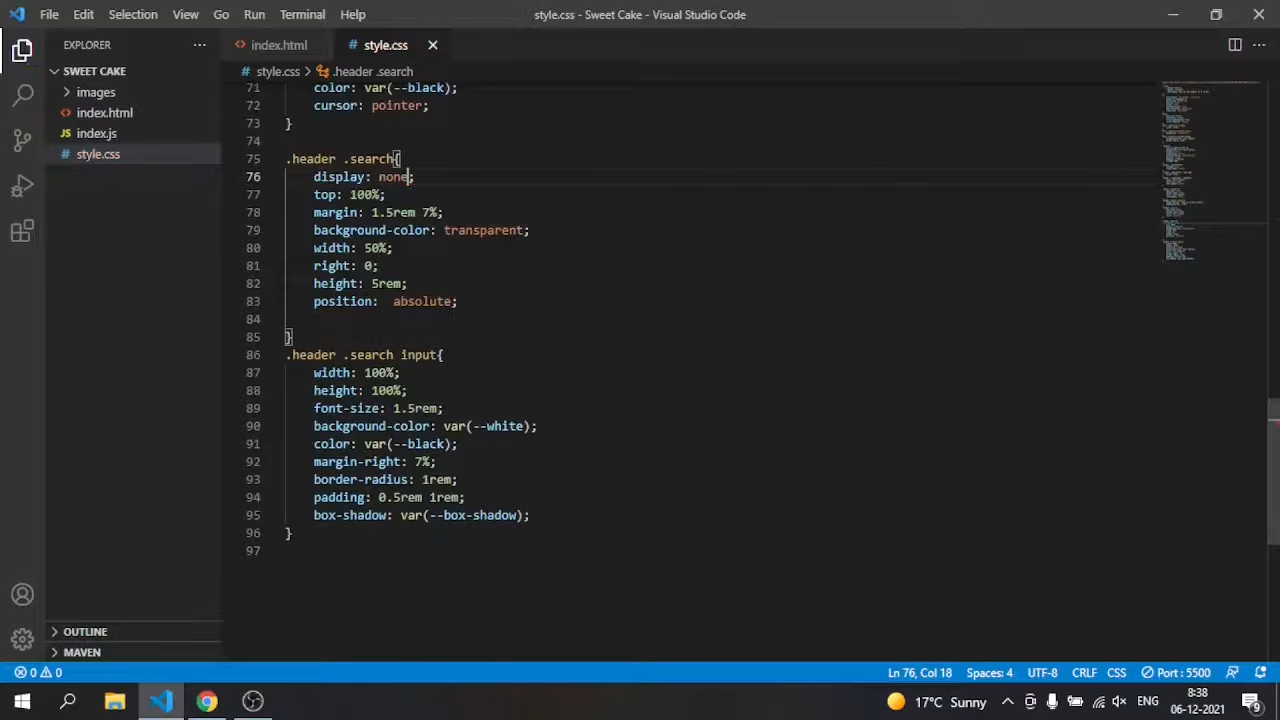 File Edit Selection View Go Run Terminal Help
style.css - Sweet Cake - Visual Studio Code
EXPLORER
SWEET CAKE
images
index.html
JS index.js
# style.css
OUTLINE
MAVEN
index.html
# style.css
# style.css > .header .search
71 color: var(--black);
72 cursor: pointer;
73 }
74
75 .header .search{
76 display: none;
77 top: 100%;
78 margin: 1.5rem 7%;
79 background-color: transparent;
80 width: 50%;
81 right: 0;
82 height: 5rem;
83 position:  absolute;
84
85 }
86 .header .search input{
87 width: 100%;
88 height: 100%;
89 font-size: 1.5rem;
90 background-color: var(--white);
91 color: var(--black);
92 margin-right: 7%;
93 border-radius: 1rem;
94 padding: 0.5rem 1rem;
95 box-shadow: var(--box-shadow);
96 }
97
0 0
Ln 76, Col 18 Spaces: 4 UTF-8 CRLF CSS Port : 5500
17°C Sunny
ENG
8:38
06-12-2021
9